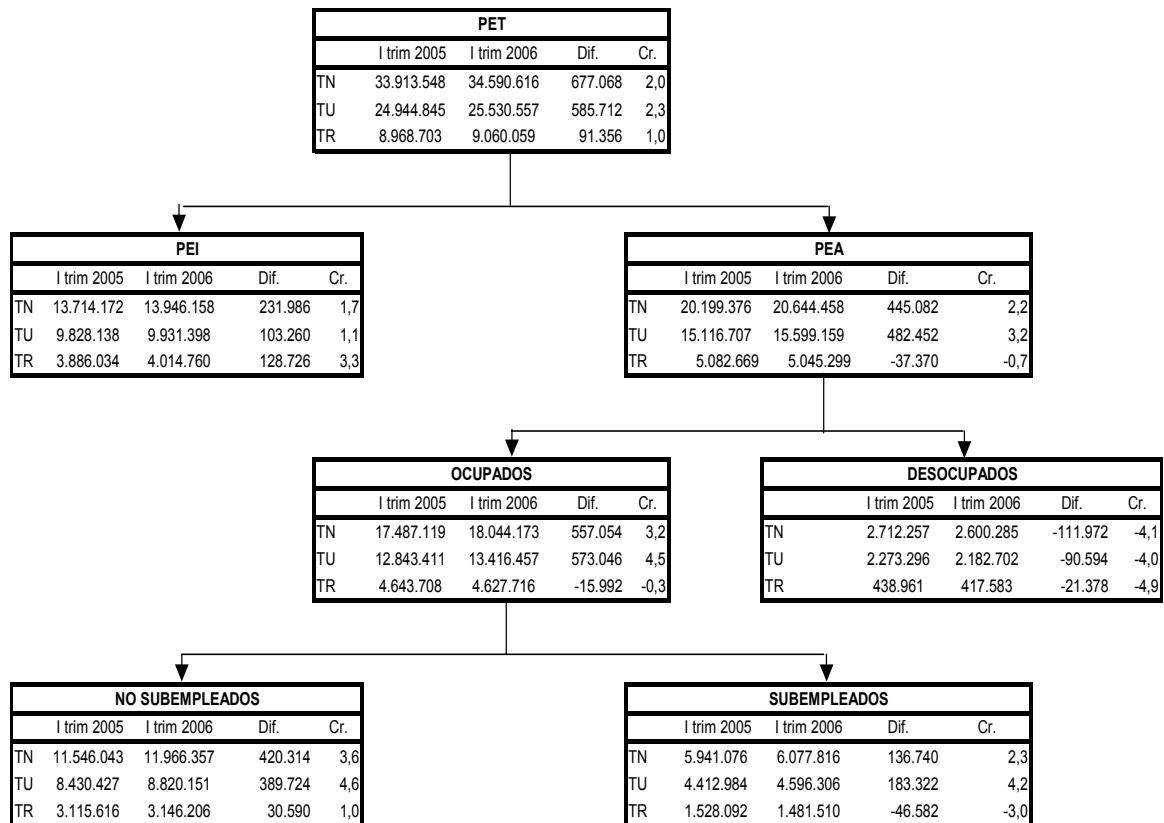 PET
I trim 2005 I trim 2006 Dif. Cr.
TN 33.913.548 34.590.616 677.068 2,0
TU 24.944.845 25.530.557 585.712 2,3
TR 8.968.703 9.060.059 91.356 1,0
PEI
I trim 2005 I trim 2006 Dif. Cr.
TN 13.714.172 13.946.158 231.986 1,7
TU 9.828.138 9.931.398 103.260 1,1
TR 3.886.034 4.014.760 128.726 3,3
PEA
I trim 2005 I trim 2006 Dif. Cr.
TN 20.199.376 20.644.458 445.082 2,2
TU 15.116.707 15.599.159 482.452 3,2
TR 5.082.669 5.045.299 -37.370 -0,7
OCUPADOS
I trim 2005 I trim 2006 Dif. Cr.
TN 17.487.119 18.044.173 557.054 3,2
TU 12.843.411 13.416.457 573.046 4,5
TR 4.643.708 4.627.716 -15.992 -0,3
DESOCUPADOS
I trim 2005 I trim 2006 Dif. Cr.
TN 2.712.257 2.600.285 -111.972 -4,1
TU 2.273.296 2.182.702 -90.594 -4,0
TR 438.961 417.583 -21.378 -4,9
NO SUBEMPLEADOS
I trim 2005 I trim 2006 Dif. Cr.
TN 11.546.043 11.966.357 420.314 3,6
TU 8.430.427 8.820.151 389.724 4,6
TR 3.115.616 3.146.206 30.590 1,0
SUBEMPLEADOS
I trim 2005 I trim 2006 Dif. Cr.
TN 5.941.076 6.077.816 136.740 2,3
TU 4.412.984 4.596.306 183.322 4,2
TR 1.528.092 1.481.510 -46.582 -3,0